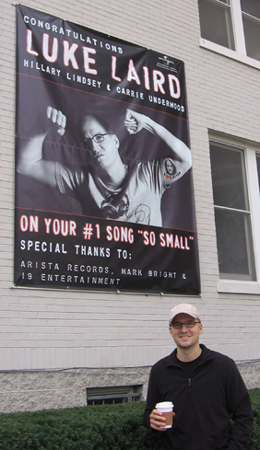 CONGRATULATIONS
LUKE LAIRD
HILLARY LINDSEY & CARRIE UNDERWOOD
ON YOUR #1 SONG "SO SMALL"
SPECIAL THANKS TO:
ARISTA RECORDS, MARK BRIGHT &
19 ENTERTAINMENT